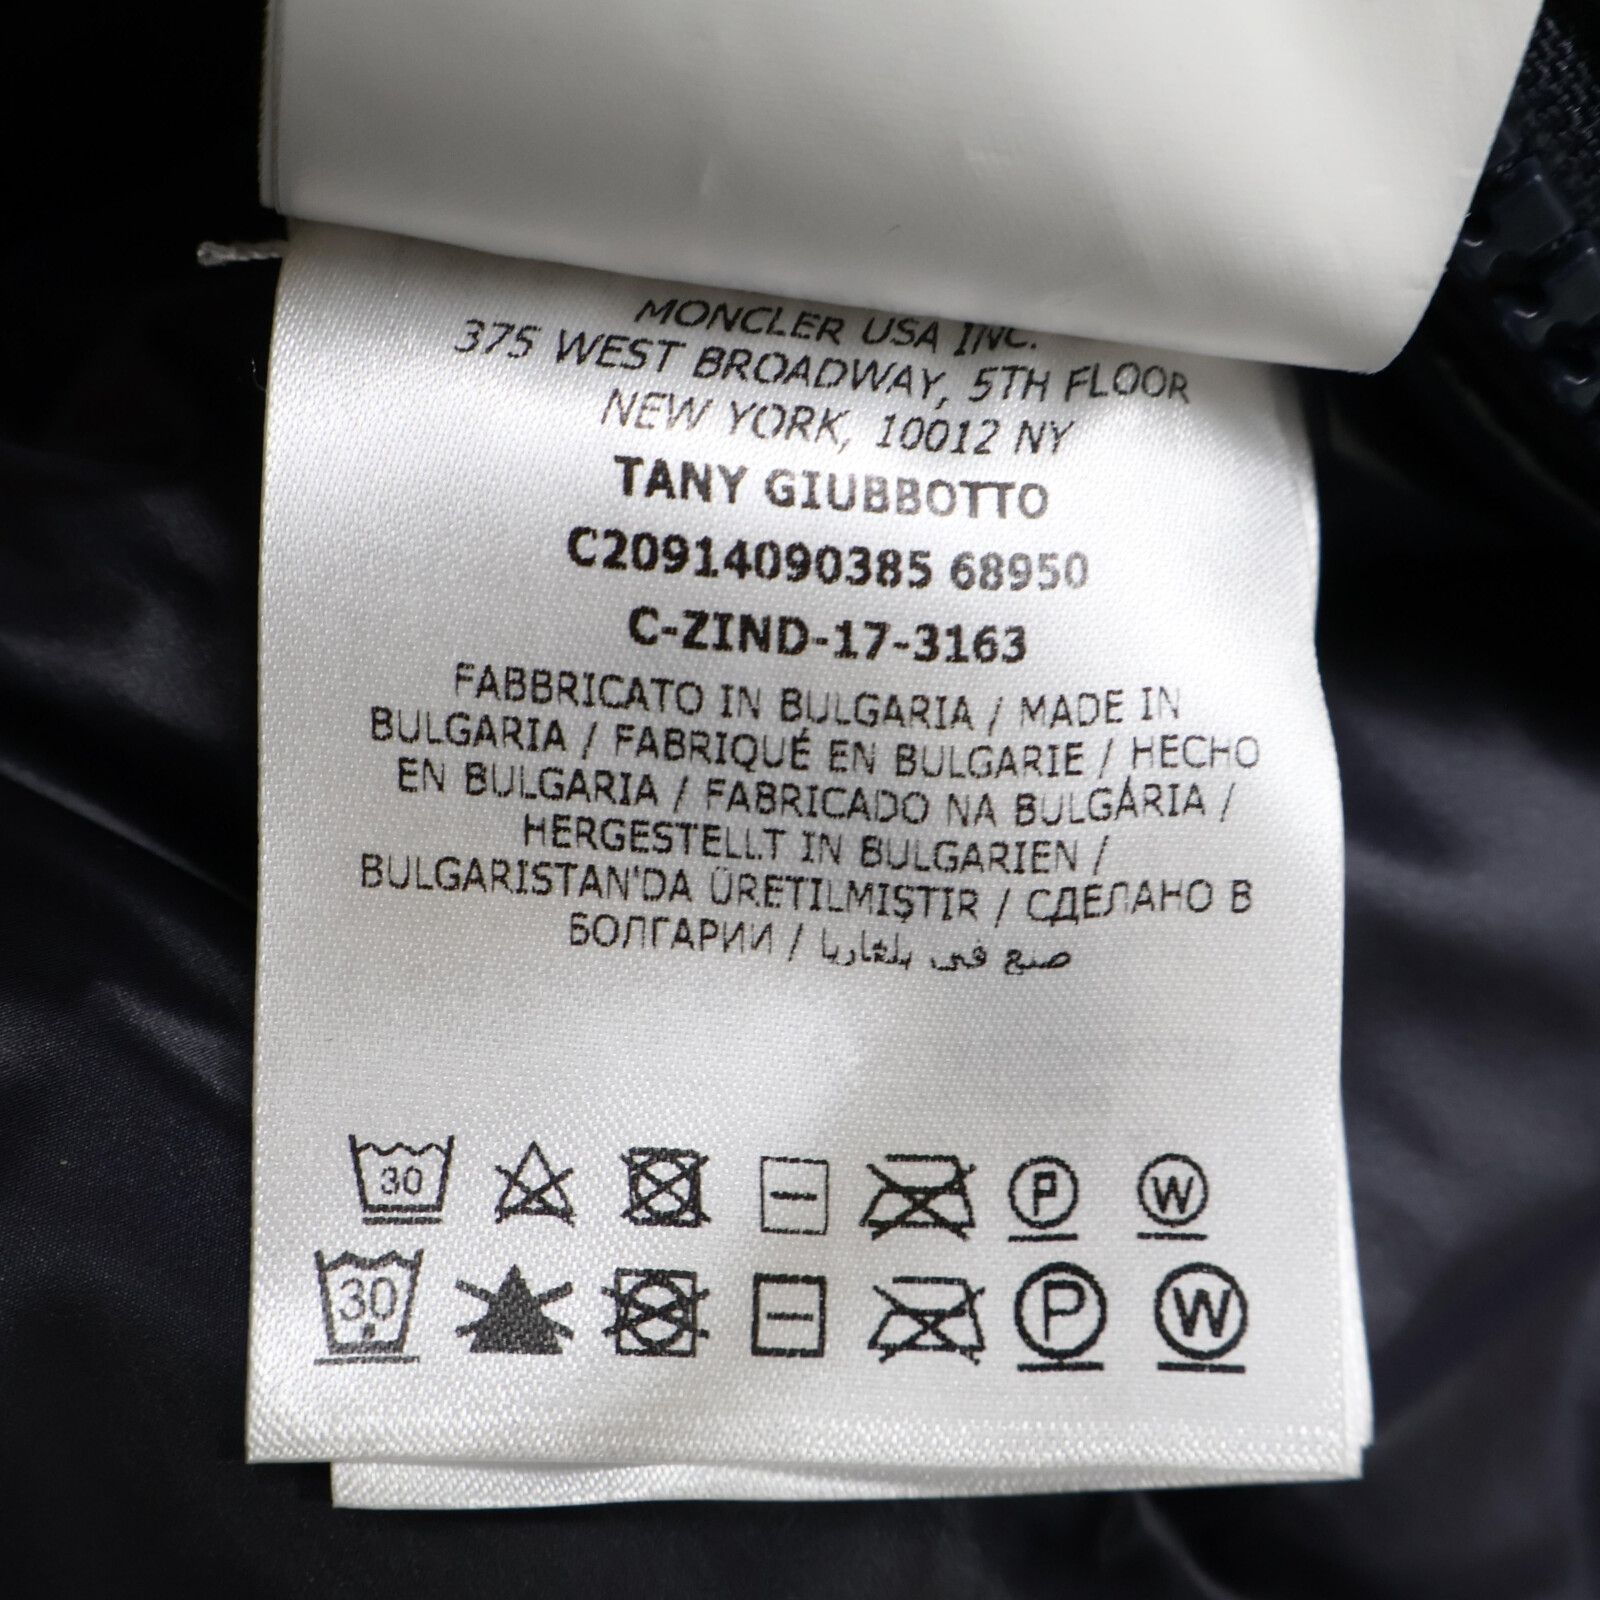 MONCLER USA INC.
375 WEST BROADWAY, 5TH FLOOR
NEW YORK, 10012 NY
TANY GIUBBOTTO
C20914090385 68950
C-ZIND-17-3163
FABBRICATO IN BULGARIA / MADE IN
BULGARIA / FABRIQUÉ EN BULGARIE / HECHO
EN BULGARIA / FABRICADO NA BULGÁRIA /
HERGESTELLT IN BULGARIEN /
BULGARISTAN'DA ÜRETILMIŞTIR / СДЕЛАНО В
БОЛГАРИИ / صنع في بلغاريا
30 P W
30 P W